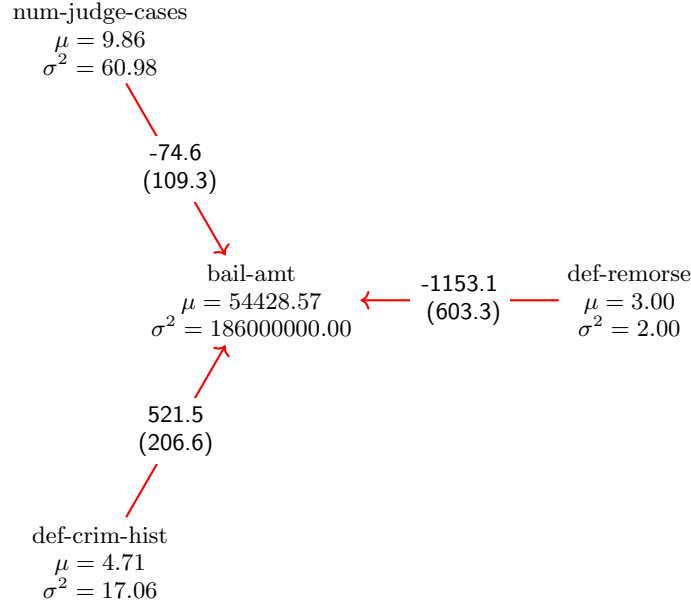 num-judge-cases
μ = 9.86
σ² = 60.98
-74.6
(109.3)
bail-amt
μ = 54428.57
σ² = 186000000.00
-1153.1
(603.3)
def-remorse
μ = 3.00
σ² = 2.00
521.5
(206.6)
def-crim-hist
μ = 4.71
σ² = 17.06